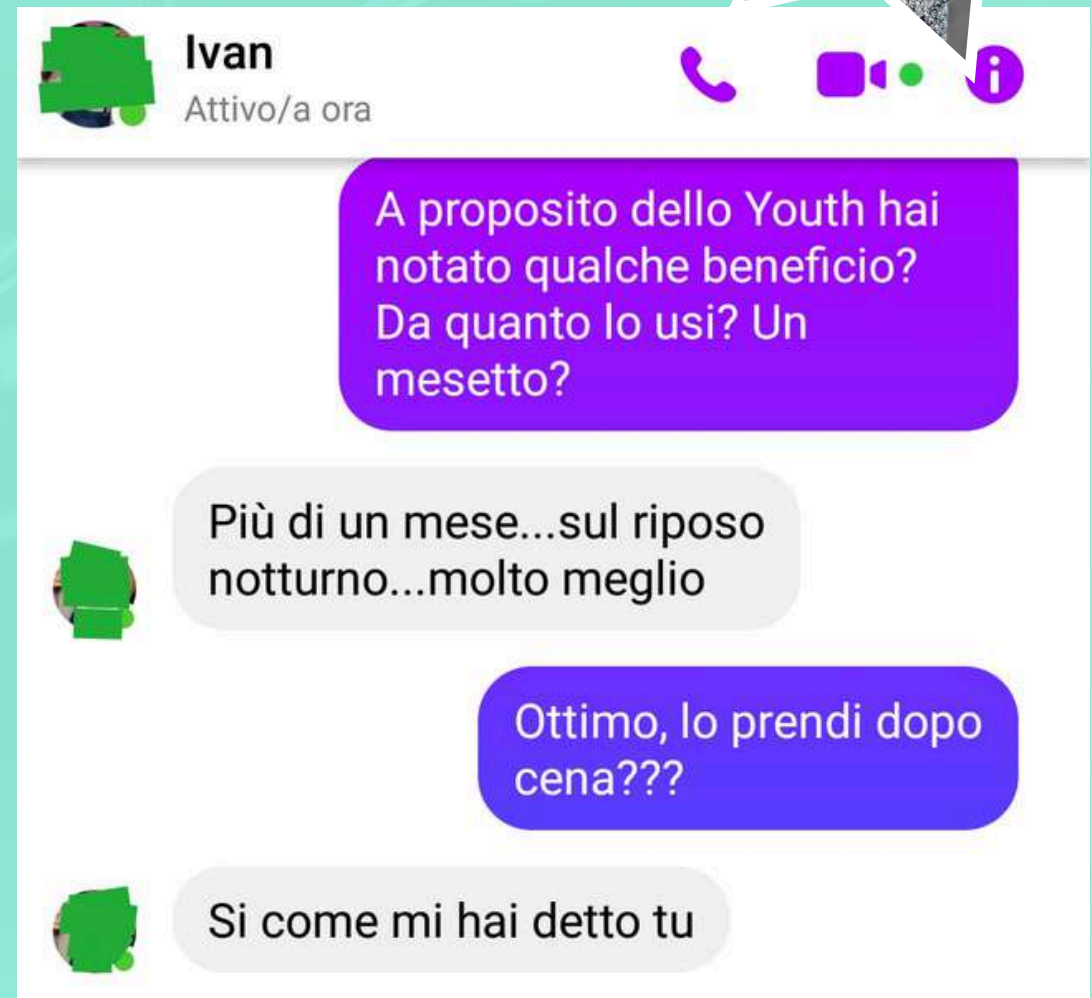 Ivan
Attivo/a ora
A proposito dello Youth hai
notato qualche beneficio?
Da quanto lo usi? Un
mesetto?
Più di un mese...sul riposo
notturno...molto meglio
Ottimo, lo prendi dopo
cena???
Si come mi hai detto tu